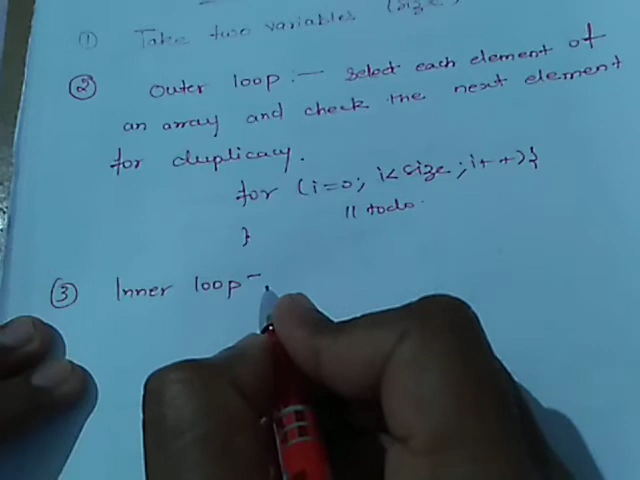 ① Take two variables (size)
② Outer loop :- select each element of
an array and check the next element
for duplicacy.
for (i=0; i<size; i++){
// todo.
}
③ Inner loop -